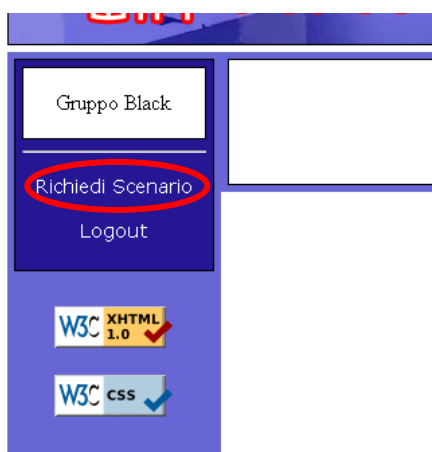 Gruppo Black
Richiedi Scenario
Logout
W3C XHTML 1.0
W3C css